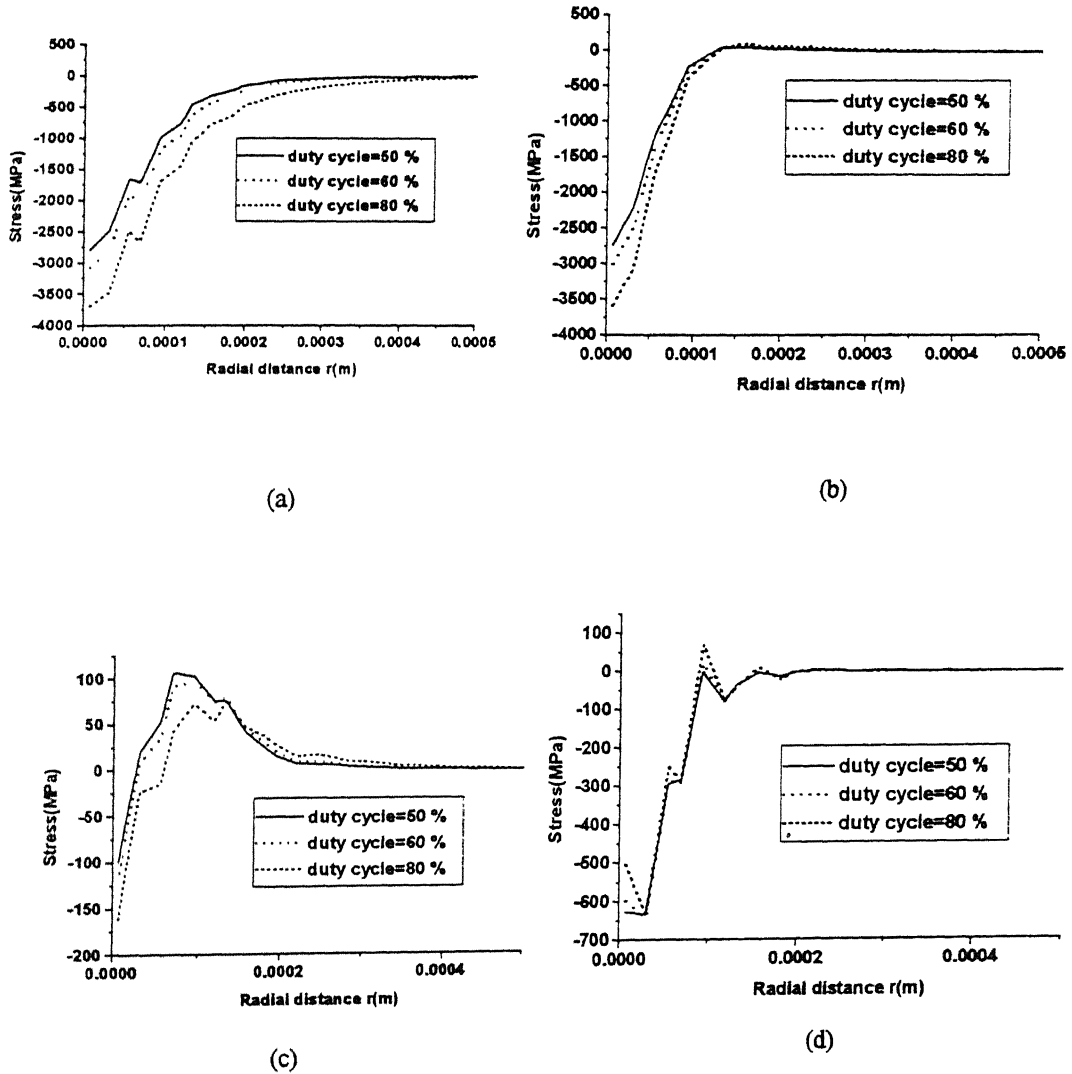 500
0
-500
-1000
-1500
-2000
-2500
-3000
-3500
-4000
Stress(MPa)
duty cycle=50 %
duty cycle=60 %
duty cycle=80 %
0.0000 0.0001 0.0002 0.0003 0.0004 0.0005
Radial distance r(m)
(a)
500
0
-500
-1000
-1500
-2000
-2500
-3000
-3500
-4000
Stress(MPa)
duty cycle=50 %
duty cycle=60 %
duty cycle=80 %
0.0000 0.0001 0.0002 0.0003 0.0004 0.0005
Radial distance r(m)
(b)
100
50
0
-50
-100
-150
-200
Stress(MPa)
duty cycle=50 %
duty cycle=60 %
duty cycle=80 %
0.0000 0.0002 0.0004
Radial distance r(m)
(c)
100
0
-100
-200
-300
-400
-500
-600
-700
Stress(MPa)
duty cycle=50 %
duty cycle=60 %
duty cycle=80 %
0.0000 0.0002 0.0004
Radial distance r(m)
(d)